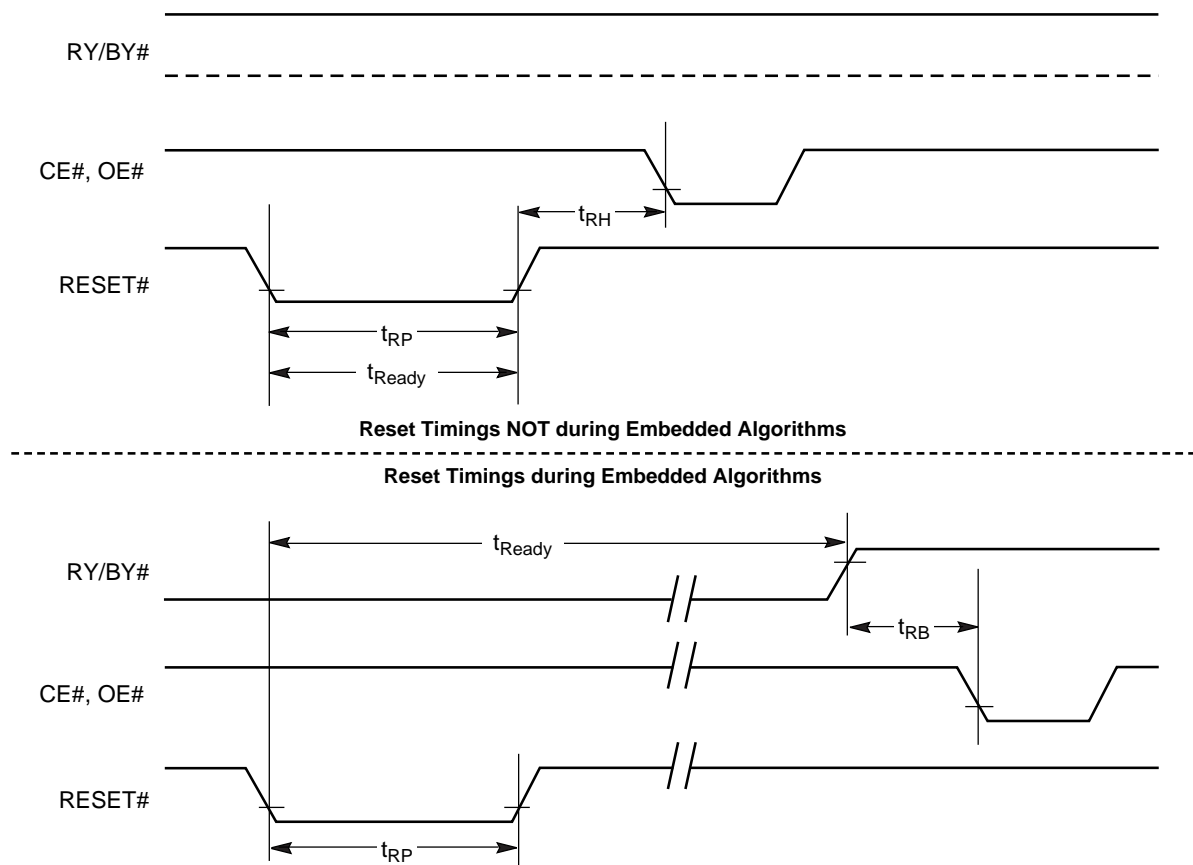 RY/BY#
CE#, OE#
tRH
RESET#
tRP
tReady
Reset Timings NOT during Embedded Algorithms
Reset Timings during Embedded Algorithms
tReady
RY/BY#
tRB
CE#, OE#
RESET#
tRP